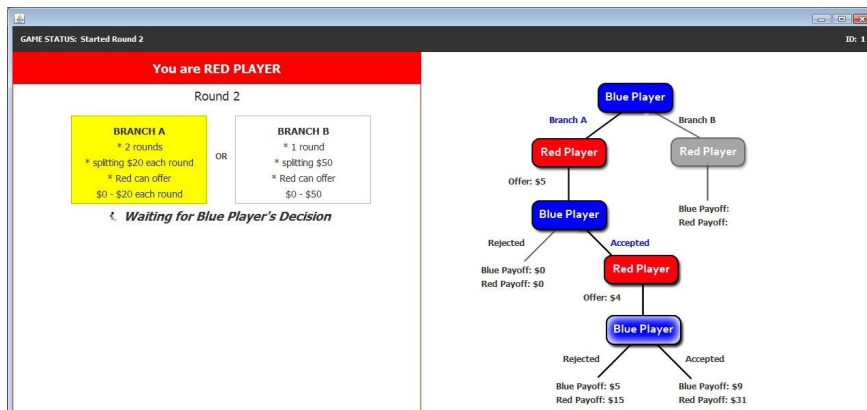 GAME STATUS: Started Round 2
ID: 1
You are RED PLAYER
Round 2
BRANCH A
* 2 rounds
* splitting $20 each round
* Red can offer
$0 - $20 each round
OR
BRANCH B
* 1 round
* splitting $50
* Red can offer
$0 - $50
Waiting for Blue Player's Decision
Blue Player
Branch A
Branch B
Red Player
Red Player
Offer: $5
Blue Payoff:
Red Payoff:
Blue Player
Rejected
Accepted
Blue Payoff: $0
Red Payoff: $0
Red Player
Offer: $4
Blue Player
Rejected
Accepted
Blue Payoff: $5
Red Payoff: $15
Blue Payoff: $9
Red Payoff: $31